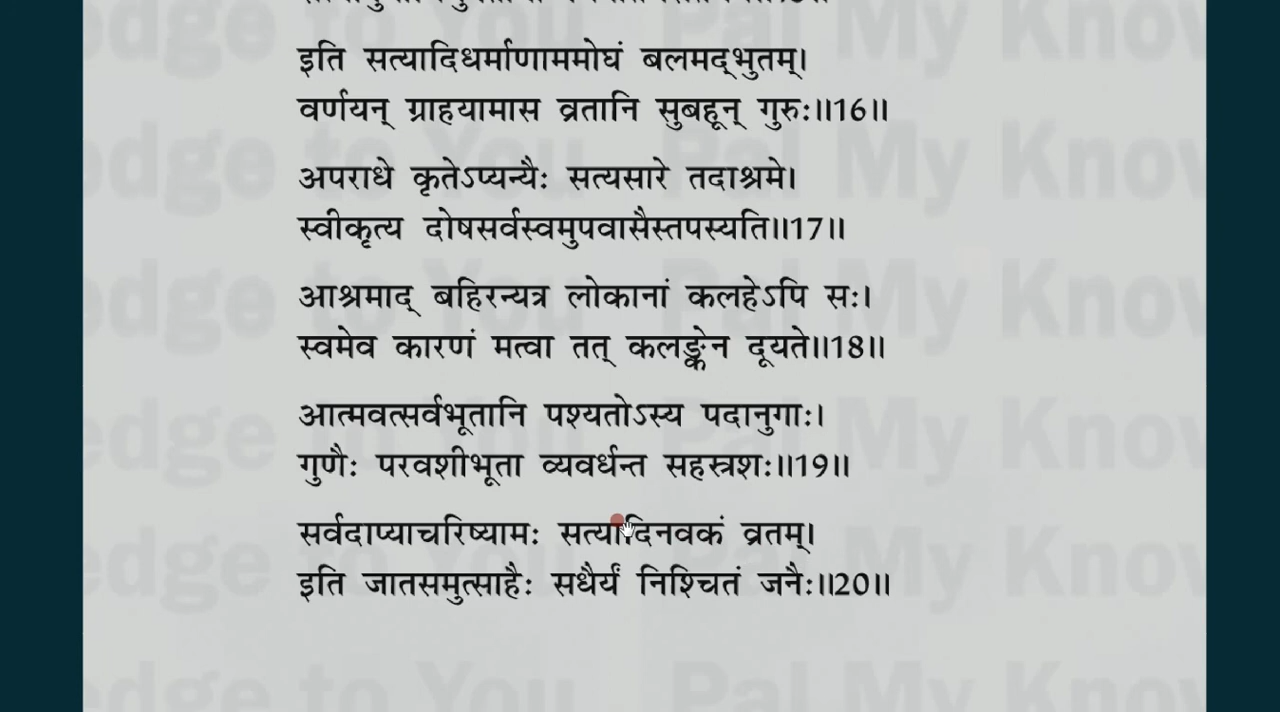 इति सत्यादिधर्माणाममोघं बलमद्भुतम्।
वर्णयन् ग्राहयामास व्रतानि सुबहून् गुरुः॥16॥
अपराधे कृतेऽप्यन्यैः सत्यसारे तदाश्रमे।
स्वीकृत्य दोषसर्वस्वमुपवासैस्तपस्यति॥17॥
आश्रमाद् बहिरन्यत्र लोकानां कलहेऽपि सः।
स्वमेव कारणं मत्वा तत् कलङ्केन दूयते॥18॥
आत्मवत्सर्वभूतानि पश्यतोऽस्य पदानुगाः।
गुणैः परवशीभूता व्यवर्धन्त सहस्त्रशः॥19॥
सर्वदाप्याचरिष्यामः सत्यादिनवकं व्रतम्।
इति जातसमुत्साहैः सधैर्यं निश्चितं जनैः॥20॥